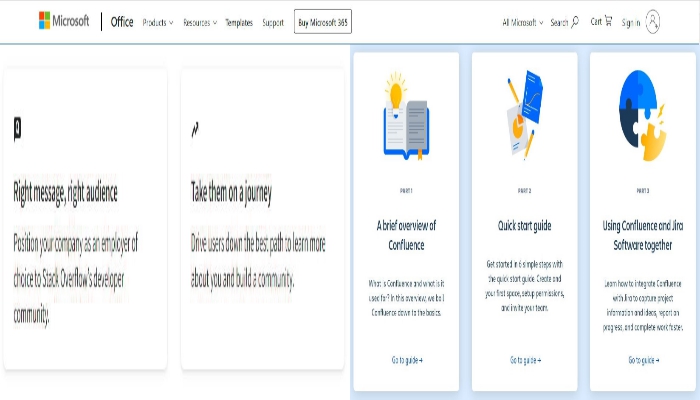 Microsoft Office Products Resources Templates Support Buy Microsoft 365 All Microsoft Search Cart Sign in
Right message, right audience
Position your company as an employer of
choice to Stack Overflow's developer
community.
Take them on a journey
Drive users down the best path to learn more
about you and build a community.
PART 1
A brief overview of
Confluence
What is Confluence and what is it
used for? In this overview, we boil
Confluence down to the basics.
Go to guide →
PART 2
Quick start guide
Get started in 6 simple steps with
the quick start guide. Create and
your first space, setup permissions,
and invite your team.
Go to guide →
PART 3
Using Confluence and Jira
Software together
Learn how to integrate Confluence
with Jira to capture project
information and ideas, report on
progress, and complete work faster.
Go to guide →